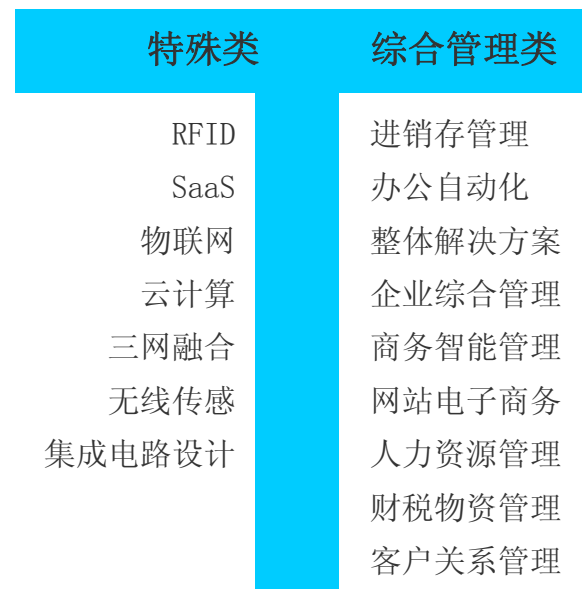 特殊类
RFID
SaaS
物联网
云计算
三网融合
无线传感
集成电路设计
综合管理类
进销存管理
办公自动化
整体解决方案
企业综合管理
商务智能管理
网站电子商务
人力资源管理
财税物资管理
客户关系管理